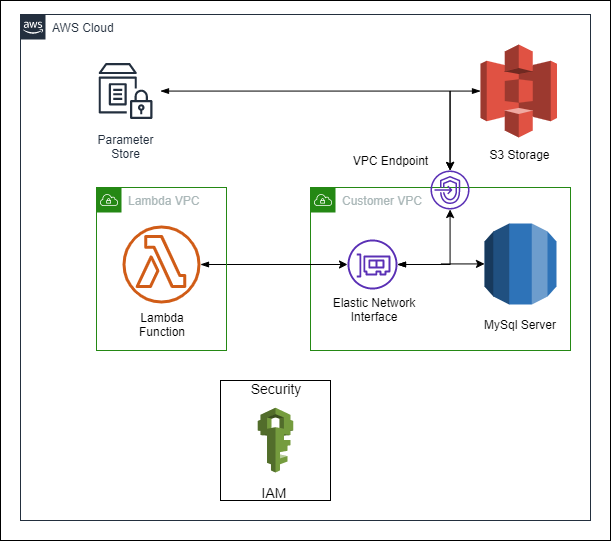 aws
AWS Cloud
Parameter
Store
VPC Endpoint
S3 Storage
Lambda VPC
Customer VPC
Lambda
Function
Elastic Network
Interface
MySql Server
Security
IAM